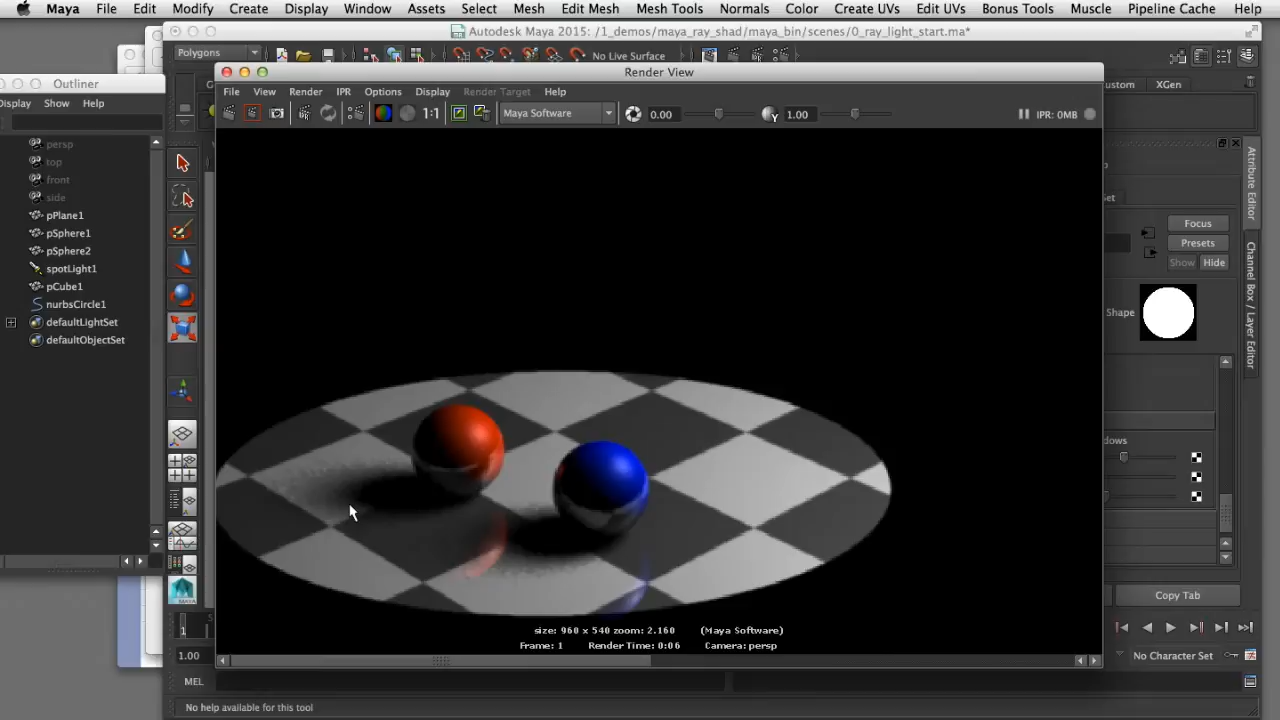 Maya File Edit Modify Create Display Window Assets Select Mesh Edit Mesh Mesh Tools Normals Color Create UVs Edit UVs Bonus Tools Muscle Pipeline Cache Help
Autodesk Maya 2015: /1_demos/maya_ray_shad/maya_bin/scenes/0_ray_light_start.ma*
Polygons No Live Surface
Render View
Outliner
Display Show Help
File View Render IPR Options Display Render Target Help
1:1 Maya Software 0.00 1.00 IPR: 0MB
XGen
persp
top
front
side
pPlane1
pSphere1
pSphere2
spotLight1
pCube1
nurbsCircle1
defaultLightSet
defaultObjectSet
Focus
Presets
Show Hide
Shape
Attribute Editor
Channel Box / Layer Editor
Copy Tab
size: 960 x 540 zoom: 2.160 (Maya Software)
Frame: 1 Render Time: 0:06 Camera: persp
1
1.00
No Character Set
MEL
No help available for this tool